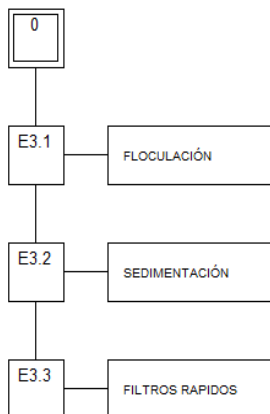 0
E3.1
FLOCULACIÓN
E3.2
SEDIMENTACIÓN
E3.3
FILTROS RAPIDOS